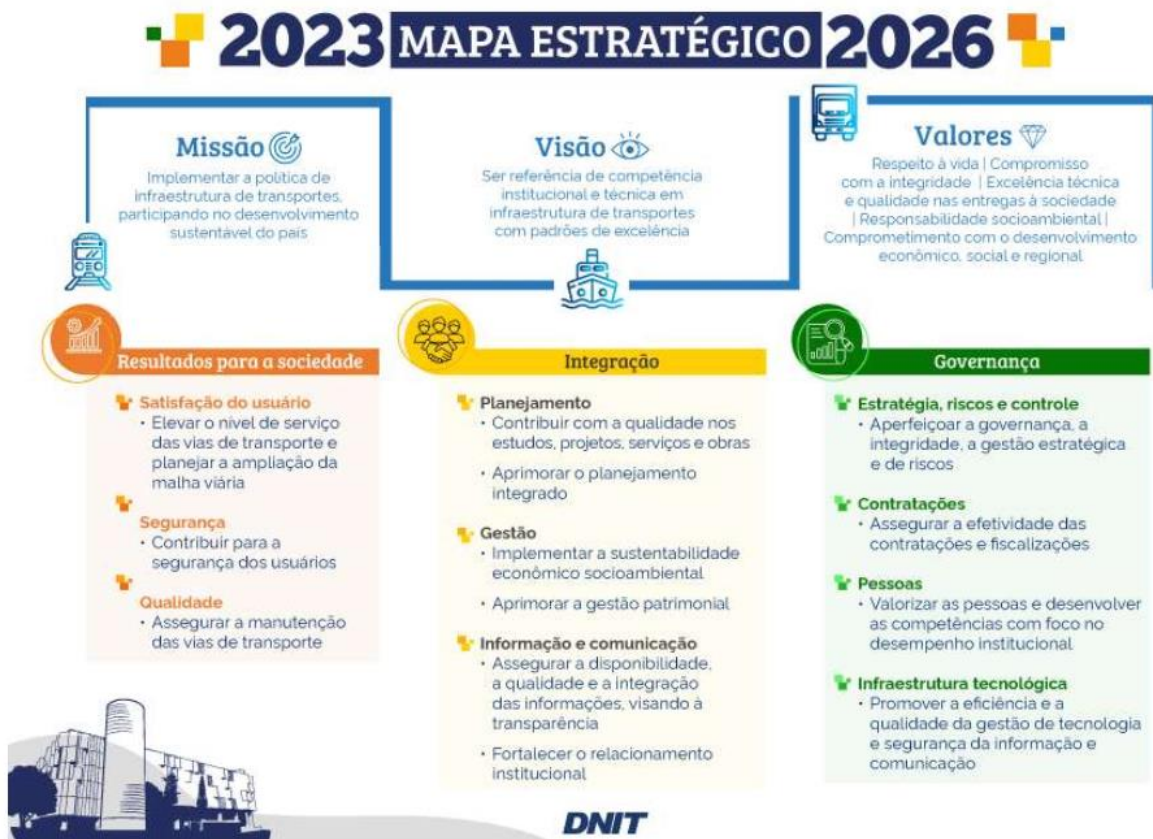 2023 MAPA ESTRATÉGICO 2026
Missão
Implementar a política de
infraestrutura de transportes,
participando no desenvolvimento
sustentável do país
Visão
Ser referência de competência
institucional e técnica em
infraestrutura de transportes
com padrões de excelência
Valores
Respeito à vida | Compromisso
com a integridade | Excelência técnica
e qualidade nas entregas à sociedade
| Responsabilidade socioambiental |
Comprometimento com o desenvolvimento
econômico, social e regional
Resultados para a sociedade
Satisfação do usuário
• Elevar o nível de serviço
das vias de transporte e
planejar a ampliação da
malha viária
Segurança
• Contribuir para a
segurança dos usuários
Qualidade
• Assegurar a manutenção
das vias de transporte
Integração
Planejamento
• Contribuir com a qualidade nos
estudos, projetos, serviços e obras
• Aprimorar o planejamento
integrado
Gestão
• Implementar a sustentabilidade
econômico socioambiental
• Aprimorar a gestão patrimonial
Informação e comunicação
• Assegurar a disponibilidade,
a qualidade e a integração
das informações, visando à
transparência
• Fortalecer o relacionamento
institucional
Governança
Estratégia, riscos e controle
• Aperfeiçoar a governança, a
integridade, a gestão estratégica
e de riscos
Contratações
• Assegurar a efetividade das
contratações e fiscalizações
Pessoas
• Valorizar as pessoas e desenvolver
as competências com foco no
desempenho institucional
Infraestrutura tecnológica
• Promover a eficiência e a
qualidade da gestão de tecnologia
e segurança da informação e
comunicação
DNIT